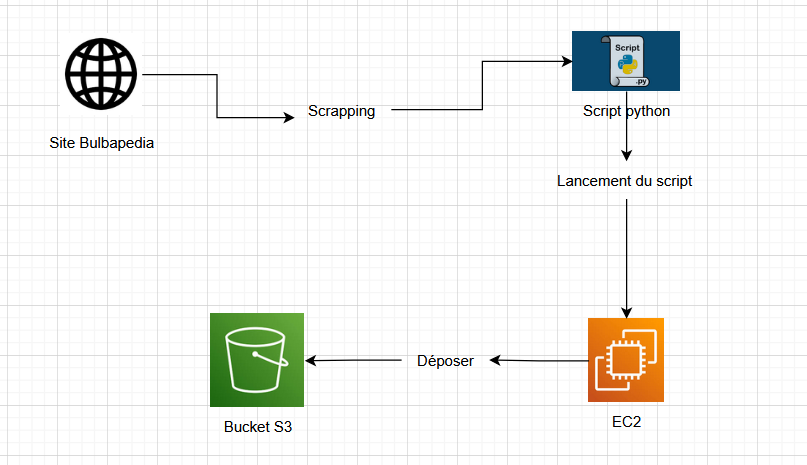 Script
.py
Scrapping
Script python
Site Bulbapedia
Lancement du script
Déposer
Bucket S3
EC2